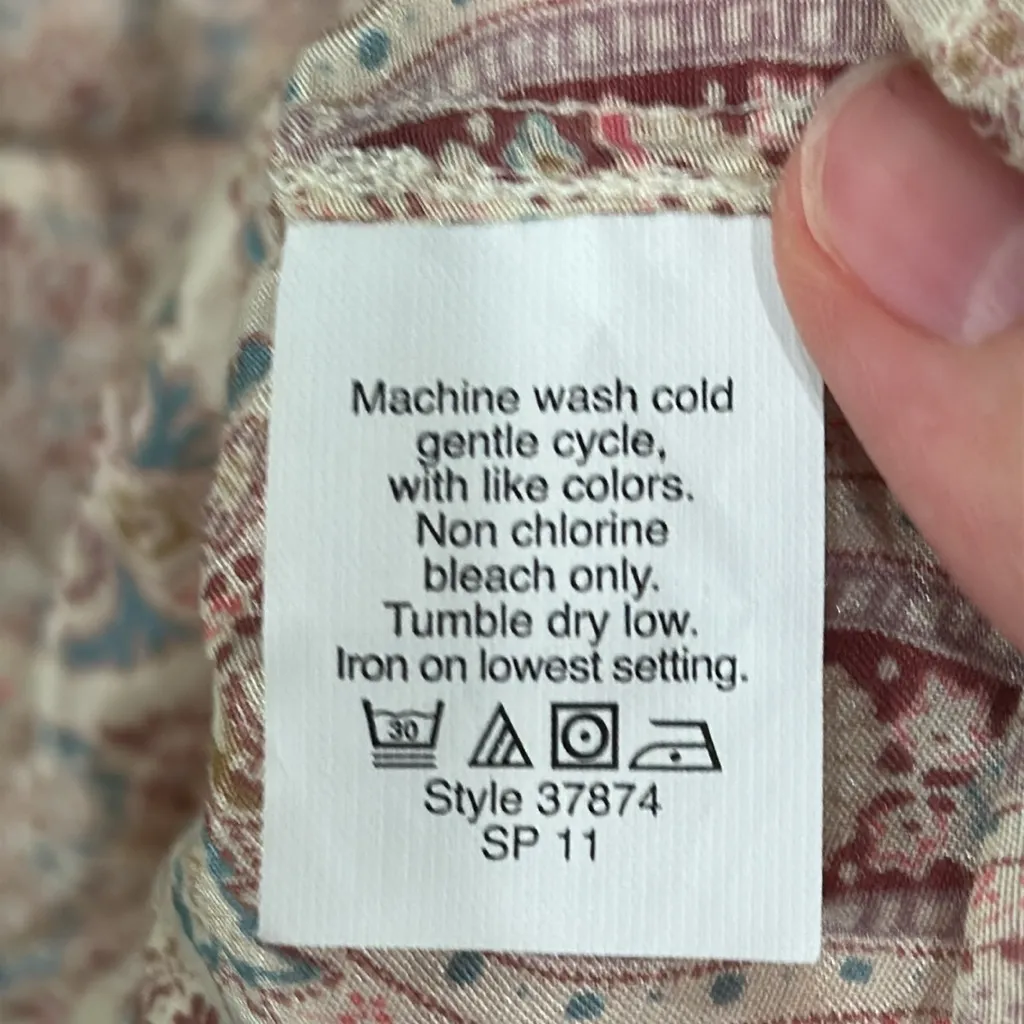 Machine wash cold
gentle cycle,
with like colors.
Non chlorine
bleach only.
Tumble dry low.
Iron on lowest setting.
30
Style 37874
SP 11